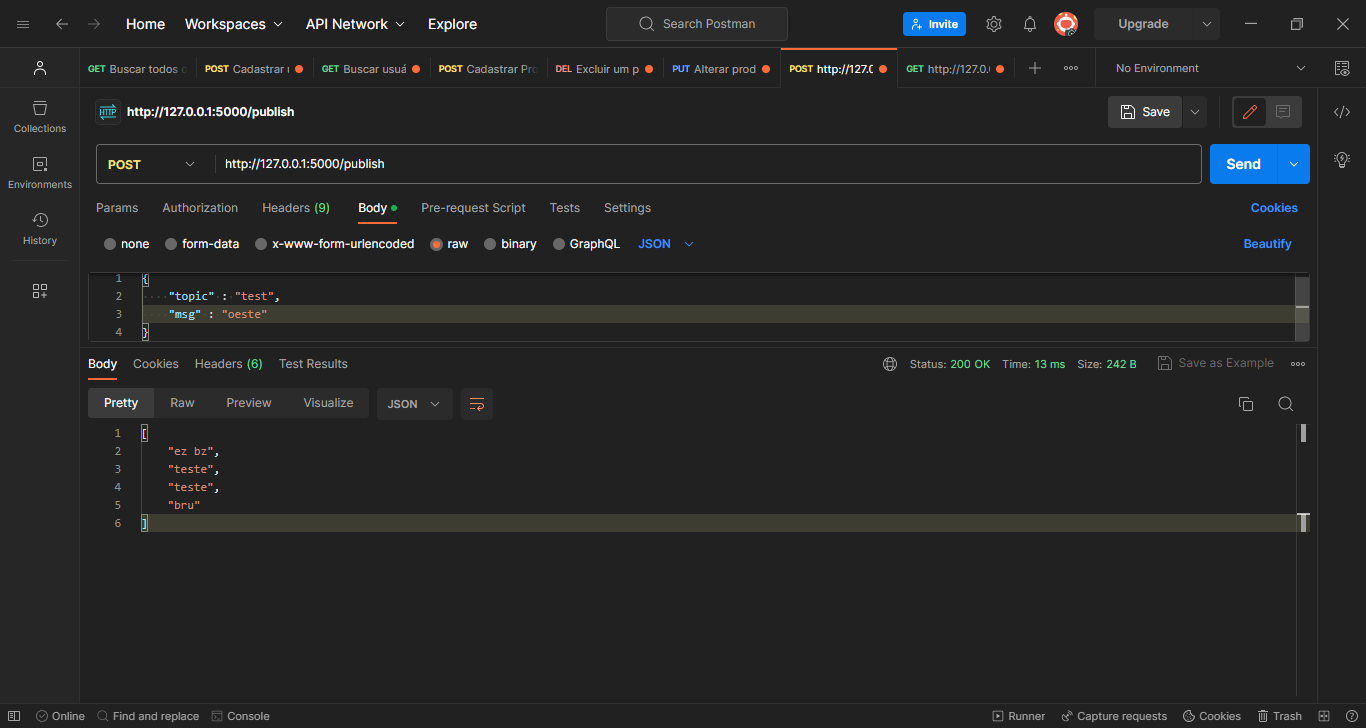 Home Workspaces API Network Explore Search Postman Invite Upgrade
GET Buscar todos POST Cadastrar GET Buscar usuá POST Cadastrar Pro DEL Excluir um p PUT Alterar prod POST http://127.0 GET http://127.0. No Environment
HTTP http://127.0.0.1:5000/publish Save
Collections
POST http://127.0.0.1:5000/publish Send
Environments
Params Authorization Headers (9) Body Pre-request Script Tests Settings Cookies
History
none form-data x-www-form-urlencoded raw binary GraphQL JSON Beautify
1 {
2 "topic" : "test",
3 "msg" : "oeste"
4 }
Body Cookies Headers (6) Test Results Status: 200 OK Time: 13 ms Size: 242 B Save as Example
Pretty Raw Preview Visualize JSON
1 [
2 "ez bz",
3 "teste",
4 "teste",
5 "bru"
6 ]
Online Find and replace Console Runner Capture requests Cookies Trash